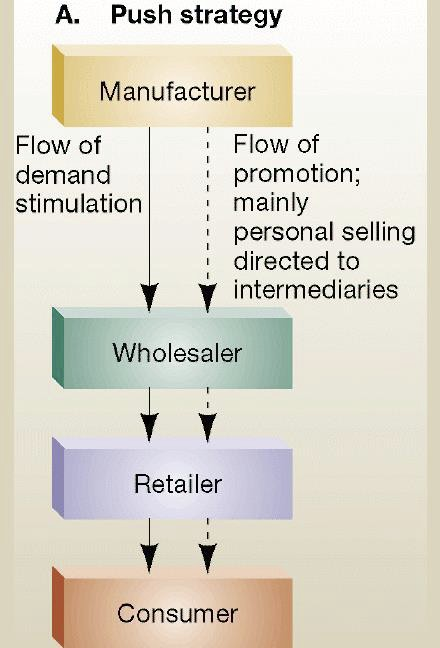 A. Push strategy
Manufacturer
Flow of
demand
stimulation
Flow of
promotion;
mainly
personal selling
directed to
intermediaries
Wholesaler
Retailer
Consumer